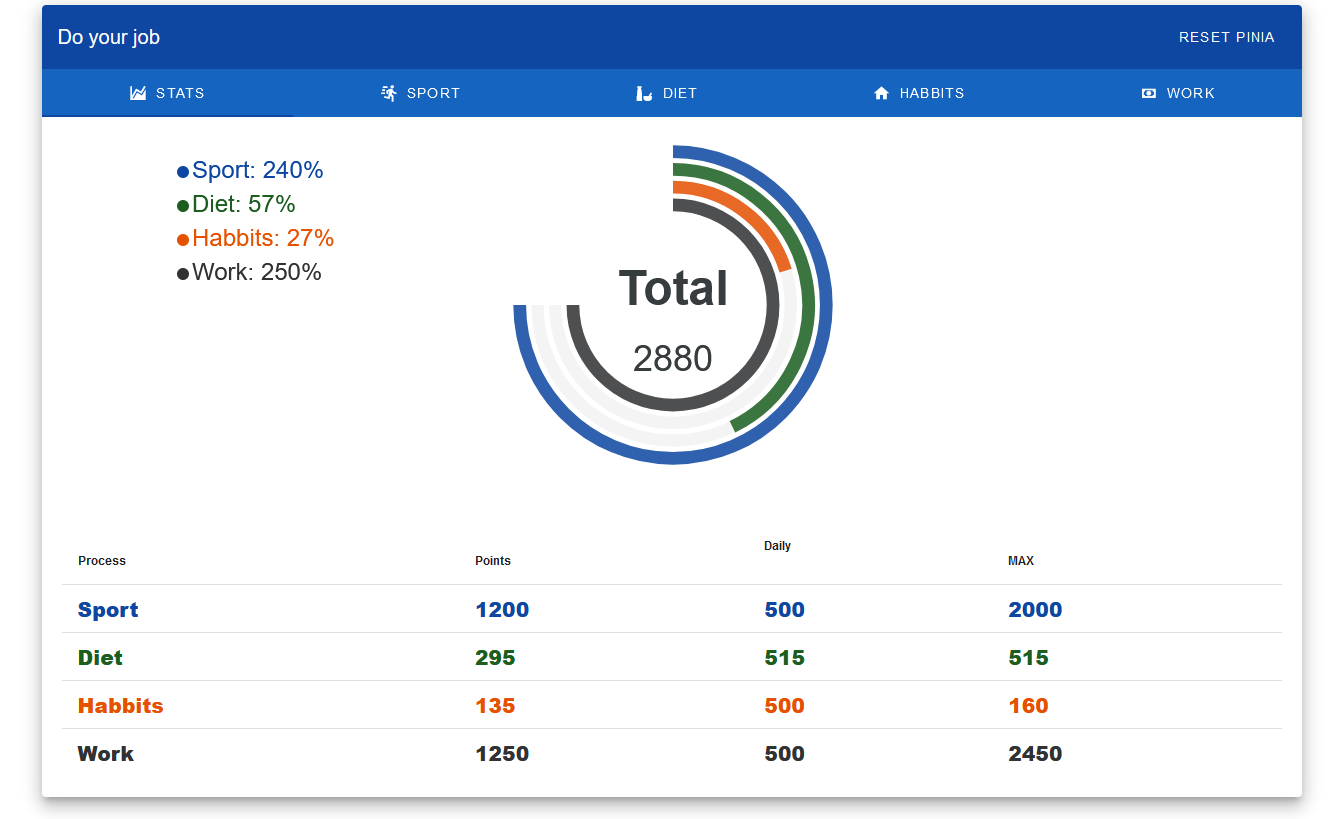 Do your job RESET PINIA
STATS SPORT DIET HABBITS WORK
Sport: 240%
Diet: 57%
Habbits: 27%
Work: 250%
Total
2880
Process Points Daily MAX
Sport 1200 500 2000
Diet 295 515 515
Habbits 135 500 160
Work 1250 500 2450